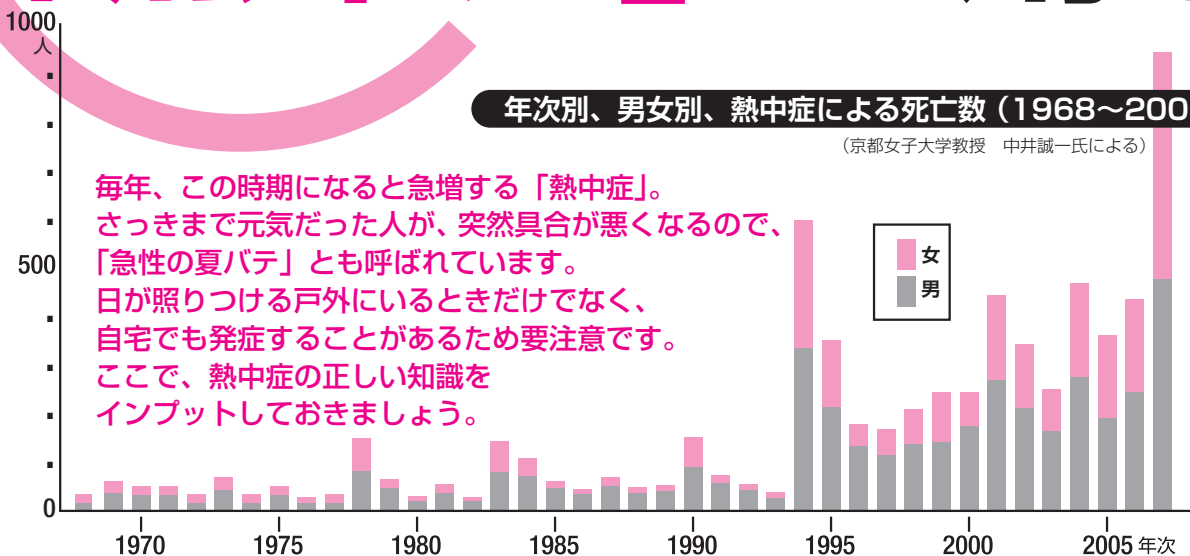 1000
人
年次別、男女別、熱中症による死亡数（1968〜200
（京都女子大学教授　中井誠一氏による）
毎年、この時期になると急増する「熱中症」。
さっきまで元気だった人が、突然具合が悪くなるので、
「急性の夏バテ」とも呼ばれています。
日が照りつける戸外にいるときだけでなく、
自宅でも発症することがあるため要注意です。
ここで、熱中症の正しい知識を
インプットしておきましょう。
女
男
500
0
1970 1975 1980 1985 1990 1995 2000 2005 年次